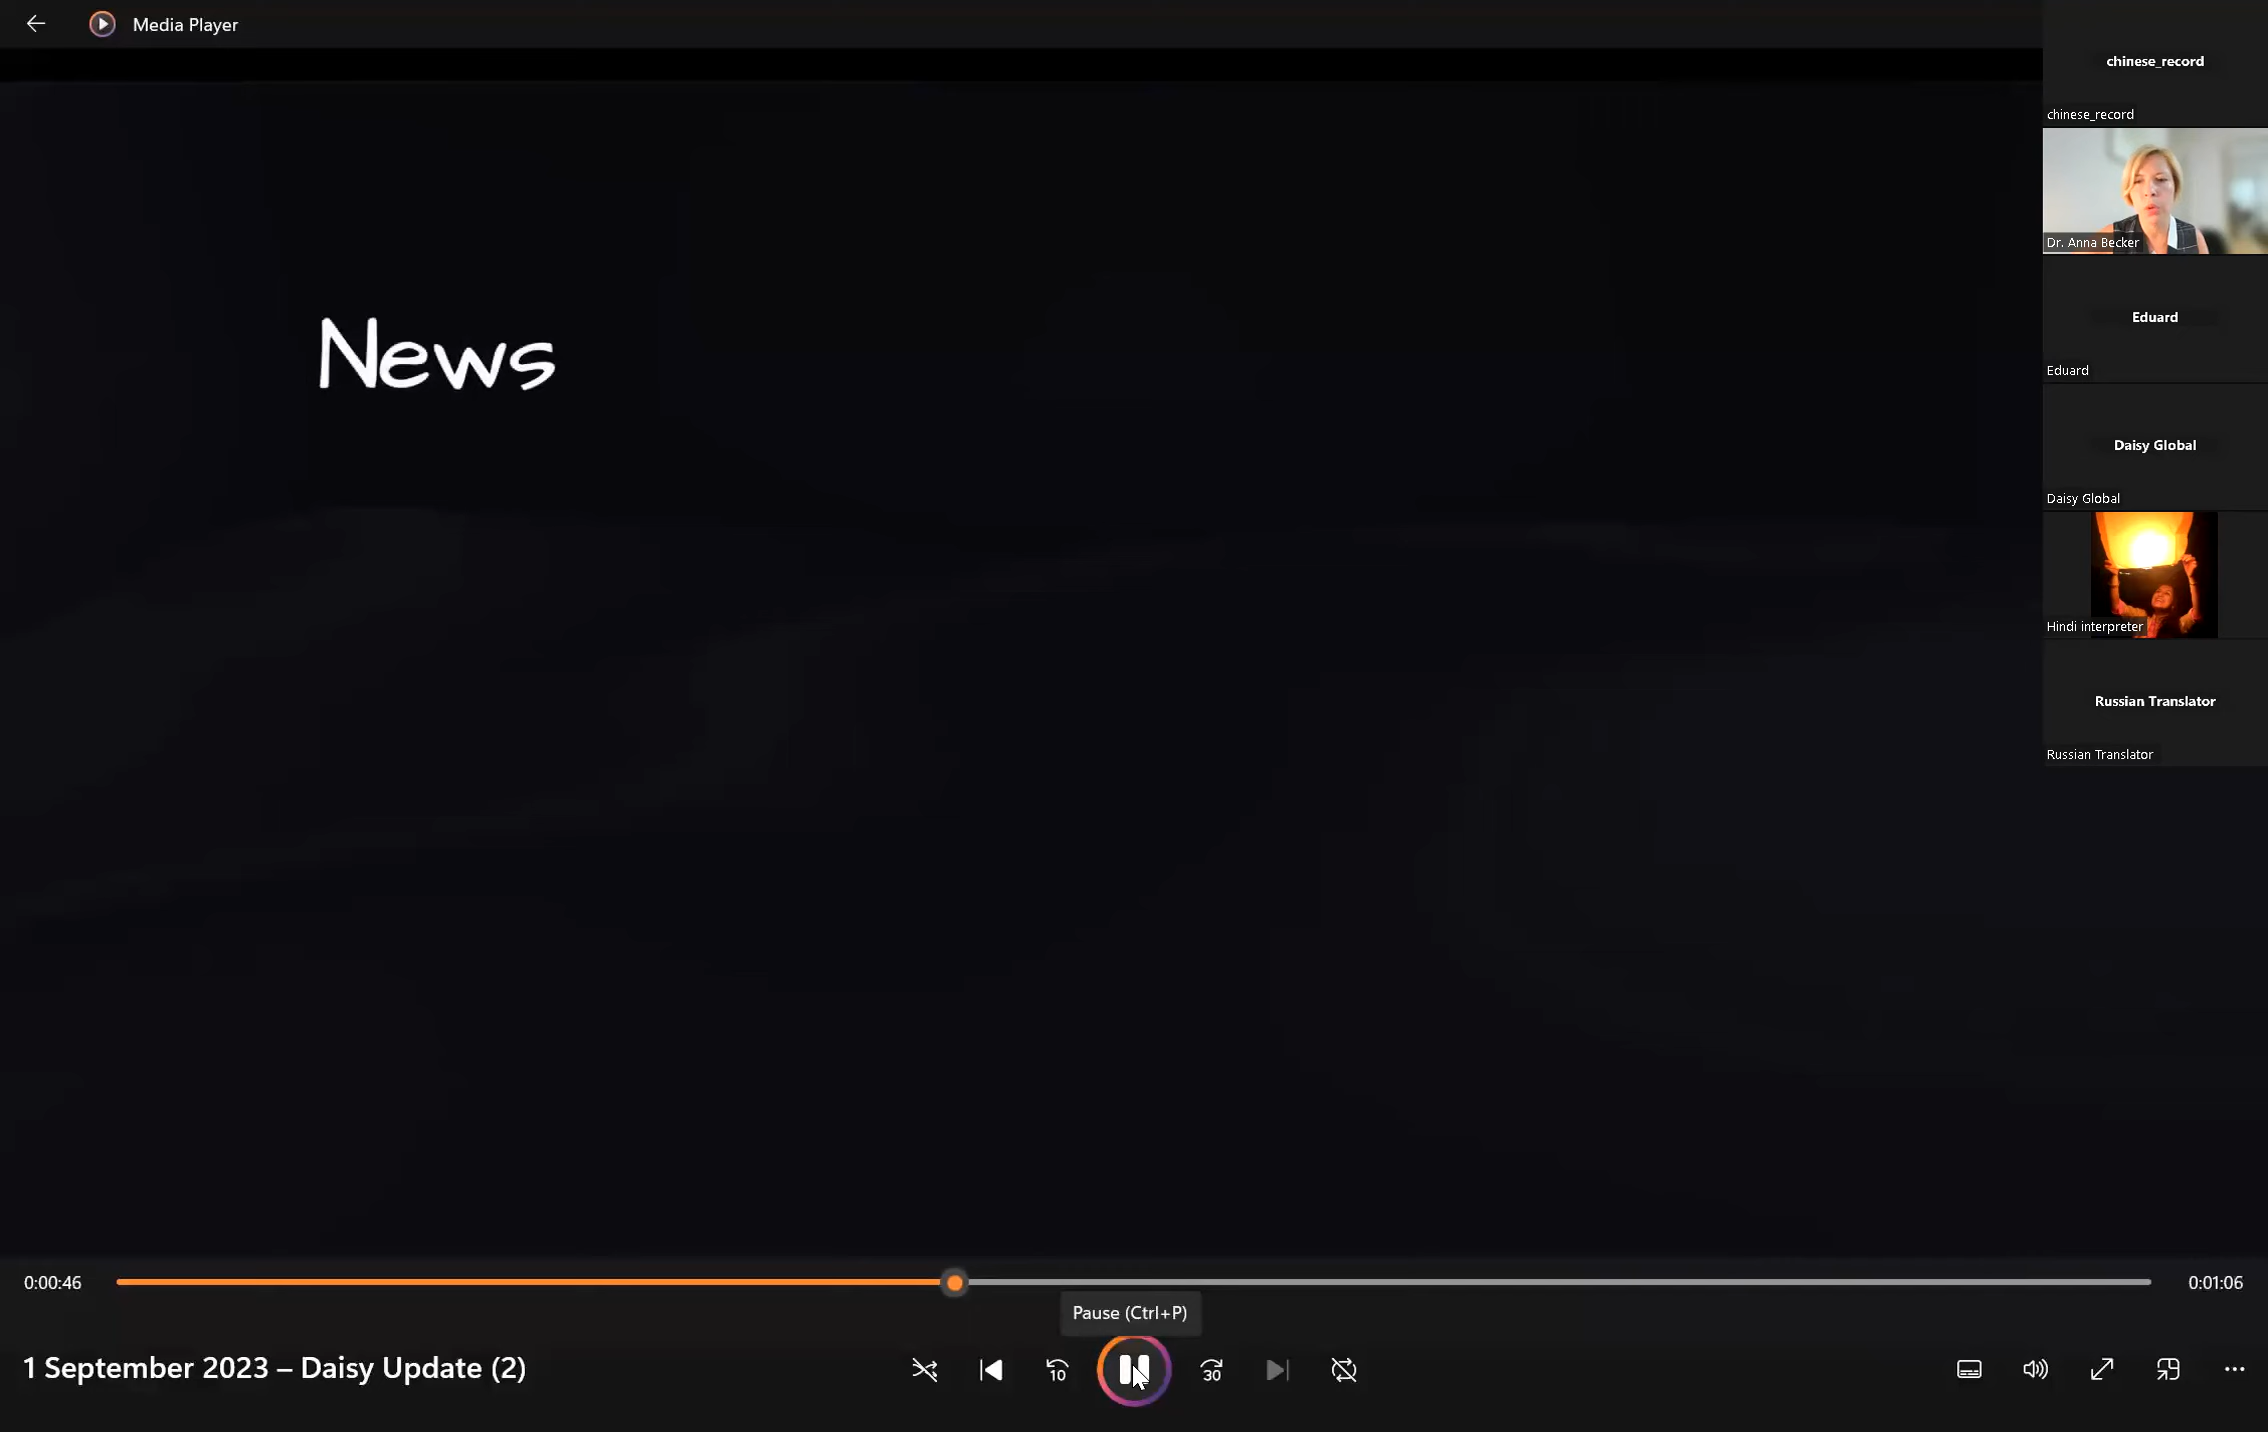 Media Player
chinese_record
chinese_record
Dr. Anna Becker
Eduard
Eduard
Daisy Global
Daisy Global
Hindi interpreter
Russian Translator
Russian Translator
News
0:00:46
0:01:06
Pause (Ctrl+P)
1 September 2023 – Daisy Update (2)
10
30